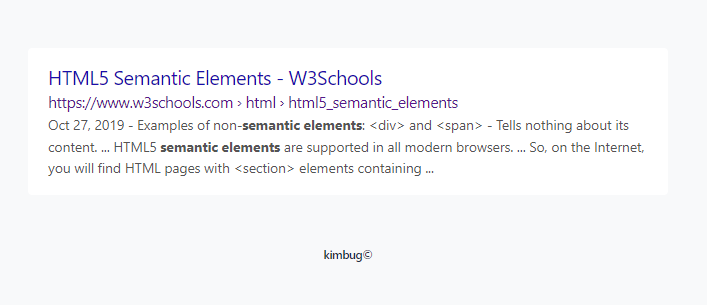 HTML5 Semantic Elements - W3Schools
https://www.w3schools.com › html › html5_semantic_elements
Oct 27, 2019 - Examples of non-semantic elements: <div> and <span> - Tells nothing about its
content. ... HTML5 semantic elements are supported in all modern browsers. ... So, on the Internet,
you will find HTML pages with <section> elements containing ...
kimbug©